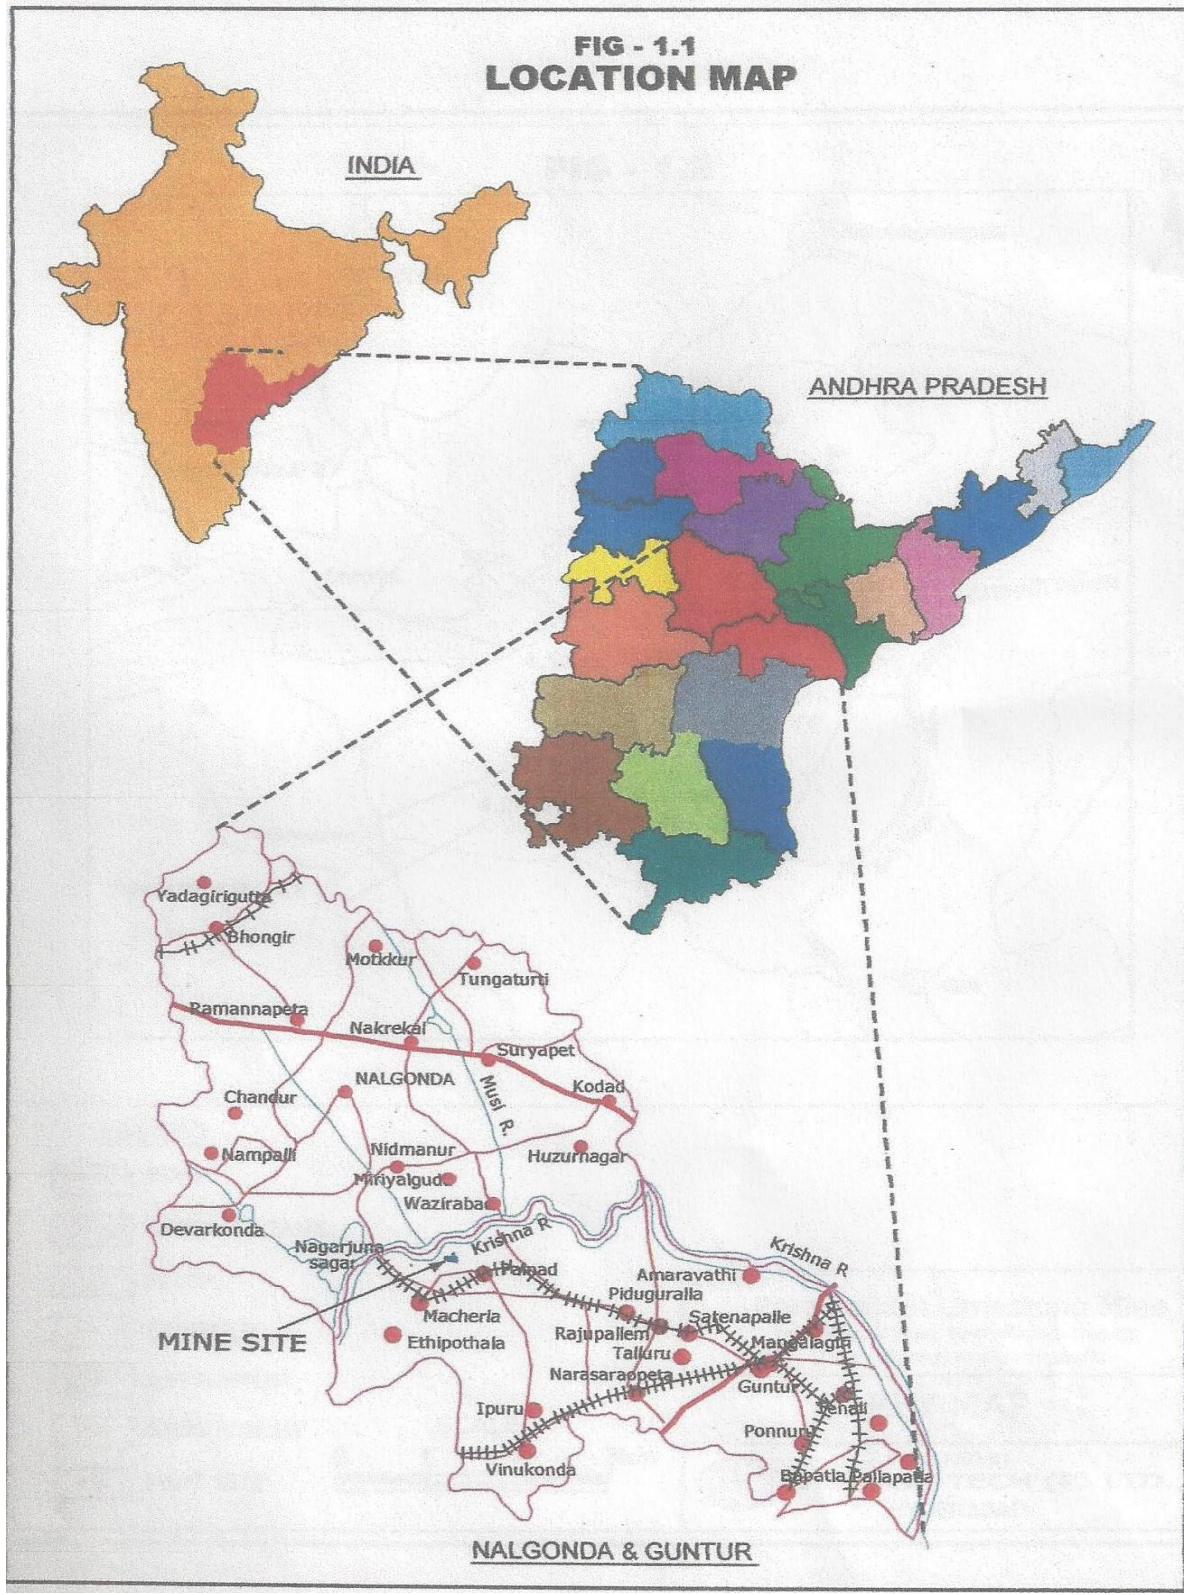 FIG - 1.1
LOCATION MAP
INDIA
ANDHRA PRADESH
Yadagirigutta
Bhongir
Motkkur
Tungaturti
Ramannapeta
Nakrekal
Suryapet
NALGONDA
Kodad
Chandur
Musi R.
Nidmanur
Huzurnagar
Nampalli
Miriyalguda
Wazirabad
Devarkonda
Nagarjuna
sagar
Krishna R
Krishna R
Palnad
Amaravathi
Piduguralla
Macherla
Satenapalle
MINE SITE
Ethipothala
Rajupallem
Mangalagiri
Talluru
Narasaraopeta
Guntur
Tenali
Ipuru
Ponnuru
Vinukonda
Bapatla
Pallapatla
NALGONDA & GUNTUR